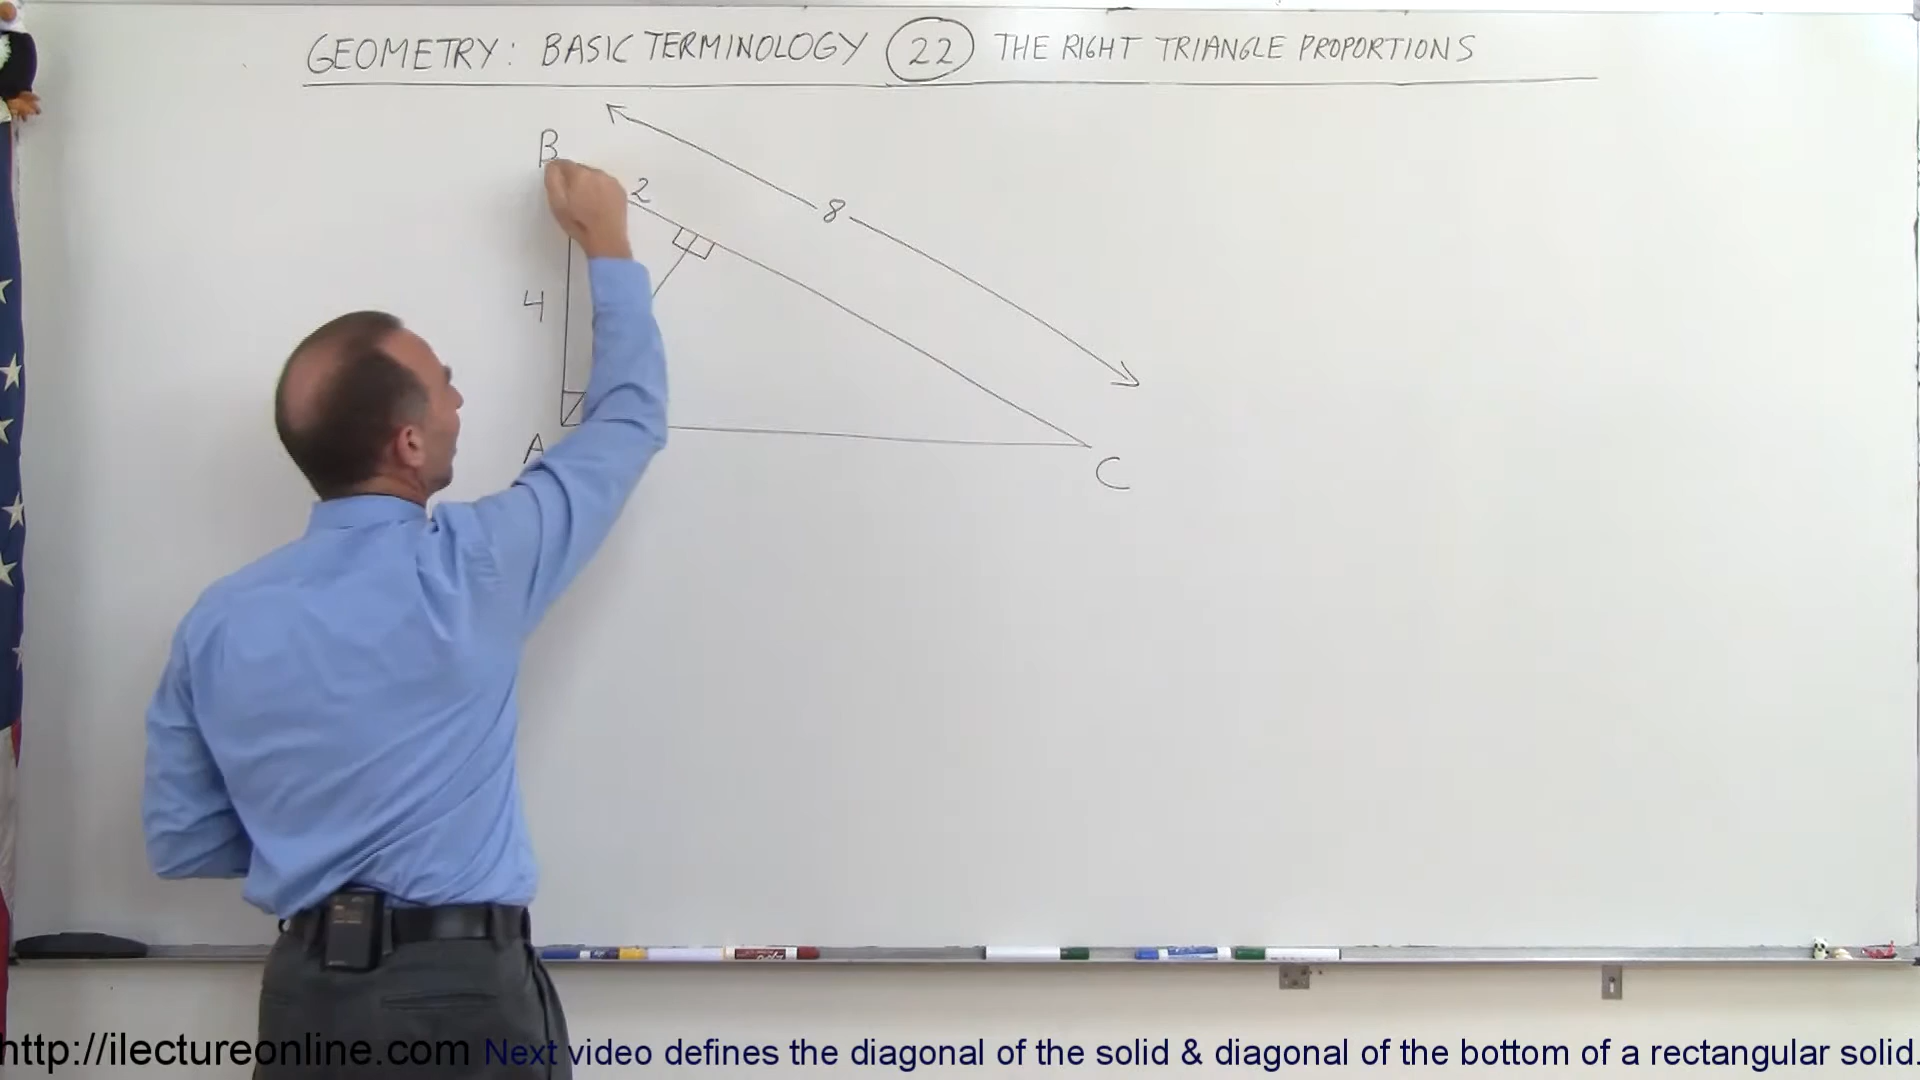 GEOMETRY: BASIC TERMINOLOGY 22 THE RIGHT TRIANGLE PROPORTIONS
B
2
8
4
A
C
http://ilectureonline.com Next video defines the diagonal of the solid & diagonal of the bottom of a rectangular solid.